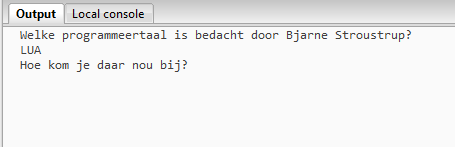 Output Local console
Welke programmeertaal is bedacht door Bjarne Stroustrup?
LUA
Hoe kom je daar nou bij?